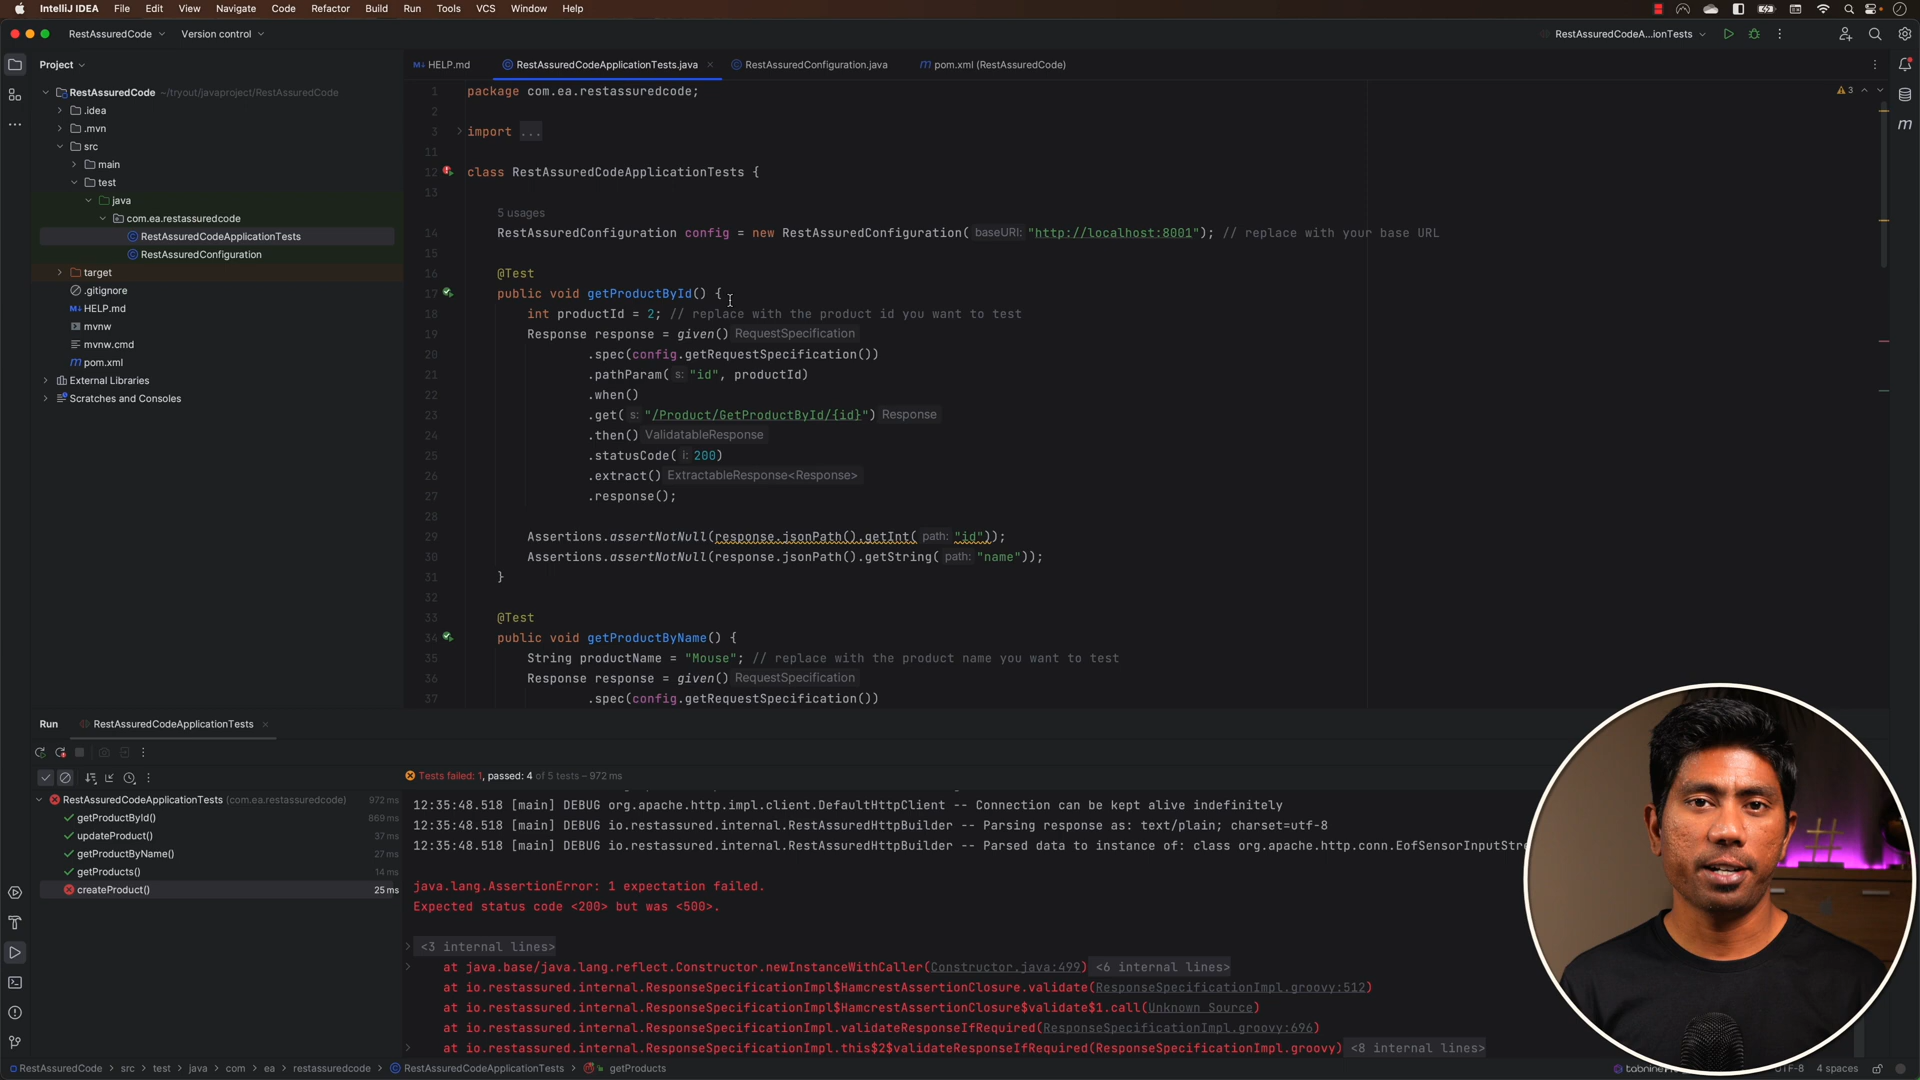 IntelliJ IDEA File Edit View Navigate Code Refactor Build Run Tools VCS Window Help
RestAssuredCode Version control RestAssuredCodeA...ionTests
Project
HELP.md RestAssuredCodeApplicationTests.java RestAssuredConfiguration.java pom.xml (RestAssuredCode)
RestAssuredCode ~/tryout/javaproject/RestAssuredCode
.idea
.mvn
src
main
test
java
com.ea.restassuredcode
RestAssuredCodeApplicationTests
RestAssuredConfiguration
target
.gitignore
HELP.md
mvnw
mvnw.cmd
pom.xml
External Libraries
Scratches and Consoles
3
1 package com.ea.restassuredcode;
2
3 import ...
11
12 class RestAssuredCodeApplicationTests {
13
5 usages
14 RestAssuredConfiguration config = new RestAssuredConfiguration( baseURI: "http://localhost:8001"); // replace with your base URL
15
16 @Test
17 public void getProductById() {
18 int productId = 2; // replace with the product id you want to test
19 Response response = given() RequestSpecification
20 .spec(config.getRequestSpecification())
21 .pathParam( s: "id", productId)
22 .when()
23 .get( s: "/Product/GetProductById/{id}") Response
24 .then() ValidatableResponse
25 .statusCode( i: 200)
26 .extract() ExtractableResponse<Response>
27 .response();
28
29 Assertions.assertNotNull(response.jsonPath().getInt( path: "id"));
30 Assertions.assertNotNull(response.jsonPath().getString( path: "name"));
31 }
32
33 @Test
34 public void getProductByName() {
35 String productName = "Mouse"; // replace with the product name you want to test
36 Response response = given() RequestSpecification
37 .spec(config.getRequestSpecification())
Run RestAssuredCodeApplicationTests
Tests failed: 1, passed: 4 of 5 tests – 972 ms
RestAssuredCodeApplicationTests (com.ea.restassuredcode) 972 ms
getProductById() 869 ms
updateProduct() 37 ms
getProductByName() 27 ms
getProducts() 14 ms
createProduct() 25 ms
12:35:48.518 [main] DEBUG org.apache.http.impl.client.DefaultHttpClient -- Connection can be kept alive indefinitely
12:35:48.518 [main] DEBUG io.restassured.internal.RestAssuredHttpBuilder -- Parsing response as: text/plain; charset=utf-8
12:35:48.518 [main] DEBUG io.restassured.internal.RestAssuredHttpBuilder -- Parsed data to instance of: class org.apache.http.conn.EofSensorInputStre
java.lang.AssertionError: 1 expectation failed.
Expected status code <200> but was <500>.
<3 internal lines>
at java.base/java.lang.reflect.Constructor.newInstanceWithCaller(Constructor.java:499) <6 internal lines>
at io.restassured.internal.ResponseSpecificationImpl$HamcrestAssertionClosure.validate(ResponseSpecificationImpl.groovy:512)
at io.restassured.internal.ResponseSpecificationImpl$HamcrestAssertionClosure$validate$1.call(Unknown Source)
at io.restassured.internal.ResponseSpecificationImpl.validateResponseIfRequired(ResponseSpecificationImpl.groovy:696)
at io.restassured.internal.ResponseSpecificationImpl.this$2$validateResponseIfRequired(ResponseSpecificationImpl.groovy) <8 internal lines>
RestAssuredCode src test java com ea restassuredcode RestAssuredCodeApplicationTests getProducts tabnine UTF-8 4 spaces